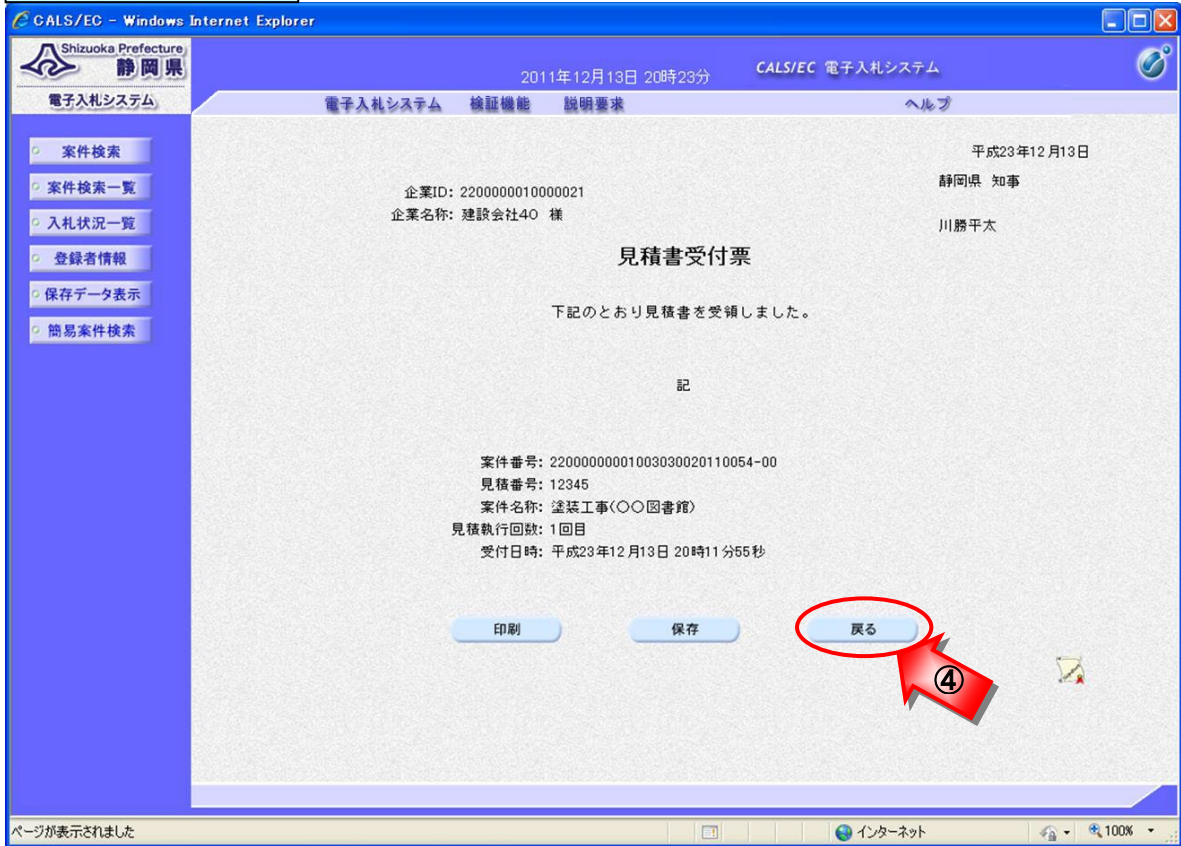 CALS/EC - Windows Internet Explorer
Shizuoka Prefecture
静岡県
電子入札システム
2011年12月13日 20時23分
CALS/EC 電子入札システム
電子入札システム 検証機能 説明要求 ヘルプ
案件検索
案件検索一覧
入札状況一覧
登録者情報
保存データ表示
簡易案件検索
平成23年12月13日
静岡県 知事
企業ID: 2200000010000021
企業名称: 建設会社40 様
川勝平太
見積書受付票
下記のとおり見積書を受領しました。
記
案件番号: 2200000000100303002011​0054-00
見積番号: 12345
案件名称: 塗装工事(○○図書館)
見積執行回数: 1回目
受付日時: 平成23年12月13日 20時11分55秒
印刷 保存 戻る
④
ページが表示されました
インターネット
100%